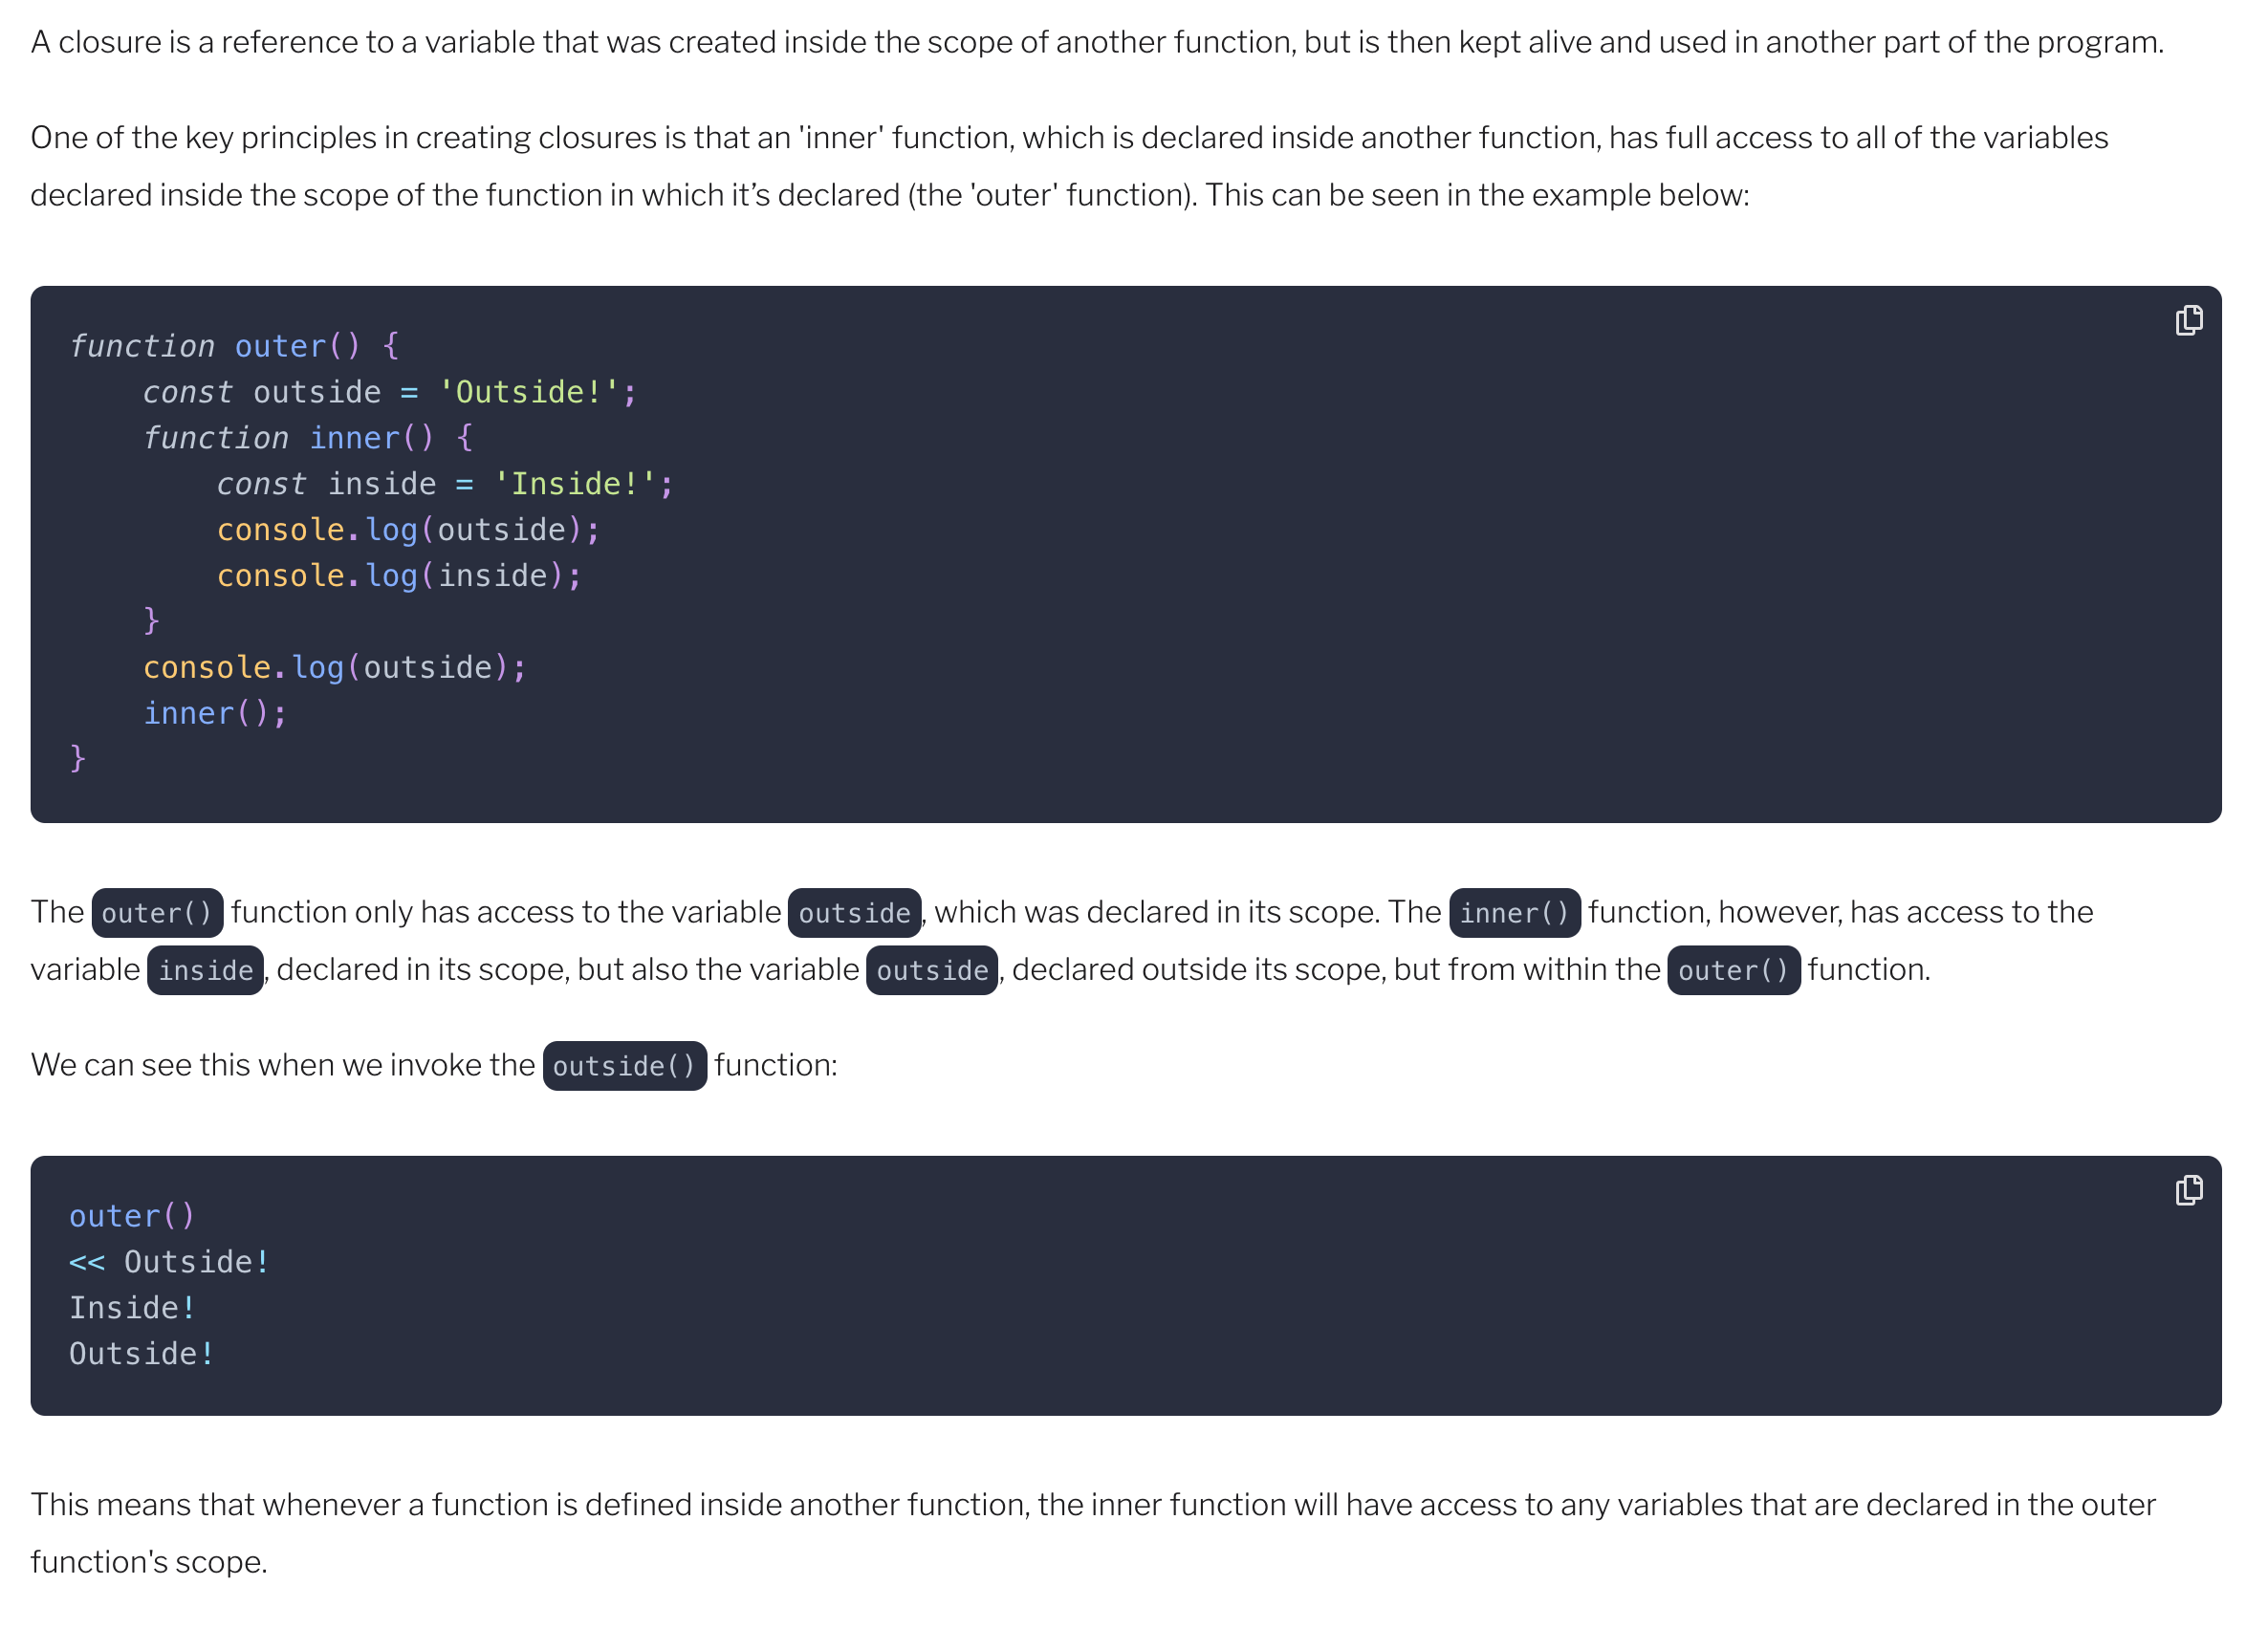 A closure is a reference to a variable that was created inside the scope of another function, but is then kept alive and used in another part of the program.
One of the key principles in creating closures is that an 'inner' function, which is declared inside another function, has full access to all of the variables
declared inside the scope of the function in which it’s declared (the 'outer' function). This can be seen in the example below:
function outer() {
    const outside = 'Outside!';
    function inner() {
        const inside = 'Inside!';
        console.log(outside);
        console.log(inside);
    }
    console.log(outside);
    inner();
}
The outer() function only has access to the variable outside, which was declared in its scope. The inner() function, however, has access to the
variable inside, declared in its scope, but also the variable outside, declared outside its scope, but from within the outer() function.
We can see this when we invoke the outside() function:
outer()
<< Outside!
Inside!
Outside!
This means that whenever a function is defined inside another function, the inner function will have access to any variables that are declared in the outer
function's scope.